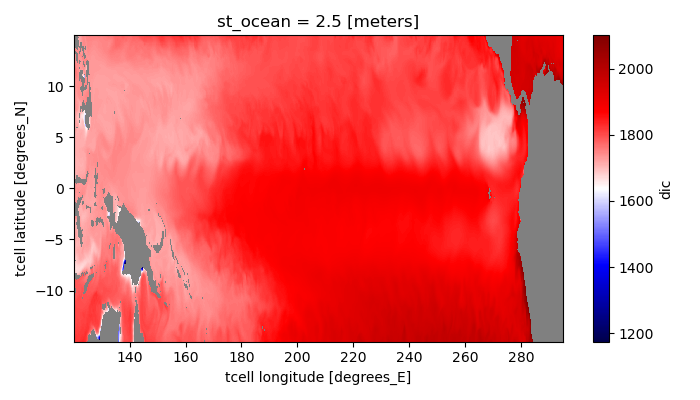 st_ocean = 2.5 [meters]
10
5
0
−5
−10
tcell latitude [degrees_N]
140 160 180 200 220 240 260 280
tcell longitude [degrees_E]
2000
1800
1600
1400
1200
dic